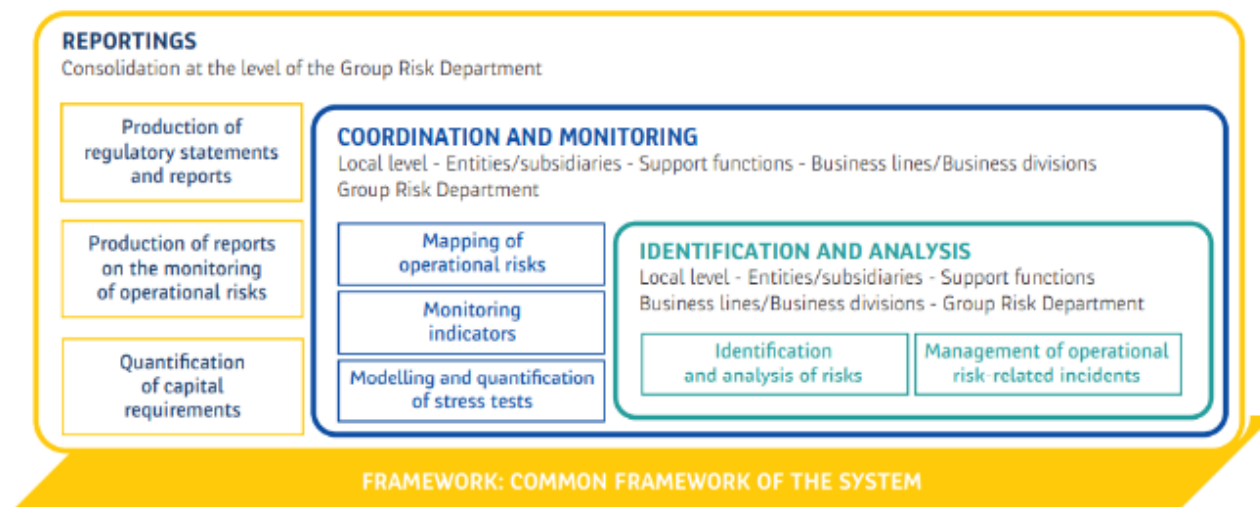 REPORTINGS
Consolidation at the level of the Group Risk Department
Production of
regulatory statements
and reports
Production of reports
on the monitoring
of operational risks
Quantification
of capital
requirements
COORDINATION AND MONITORING
Local level - Entities/subsidiaries - Support functions - Business lines/Business divisions
Group Risk Department
Mapping of
operational risks
Monitoring
indicators
Modelling and quantification
of stress tests
IDENTIFICATION AND ANALYSIS
Local level - Entities/subsidiaries - Support functions
Business lines/Business divisions - Group Risk Department
Identification
and analysis of risks
Management of operational
risk-related incidents
FRAMEWORK: COMMON FRAMEWORK OF THE SYSTEM